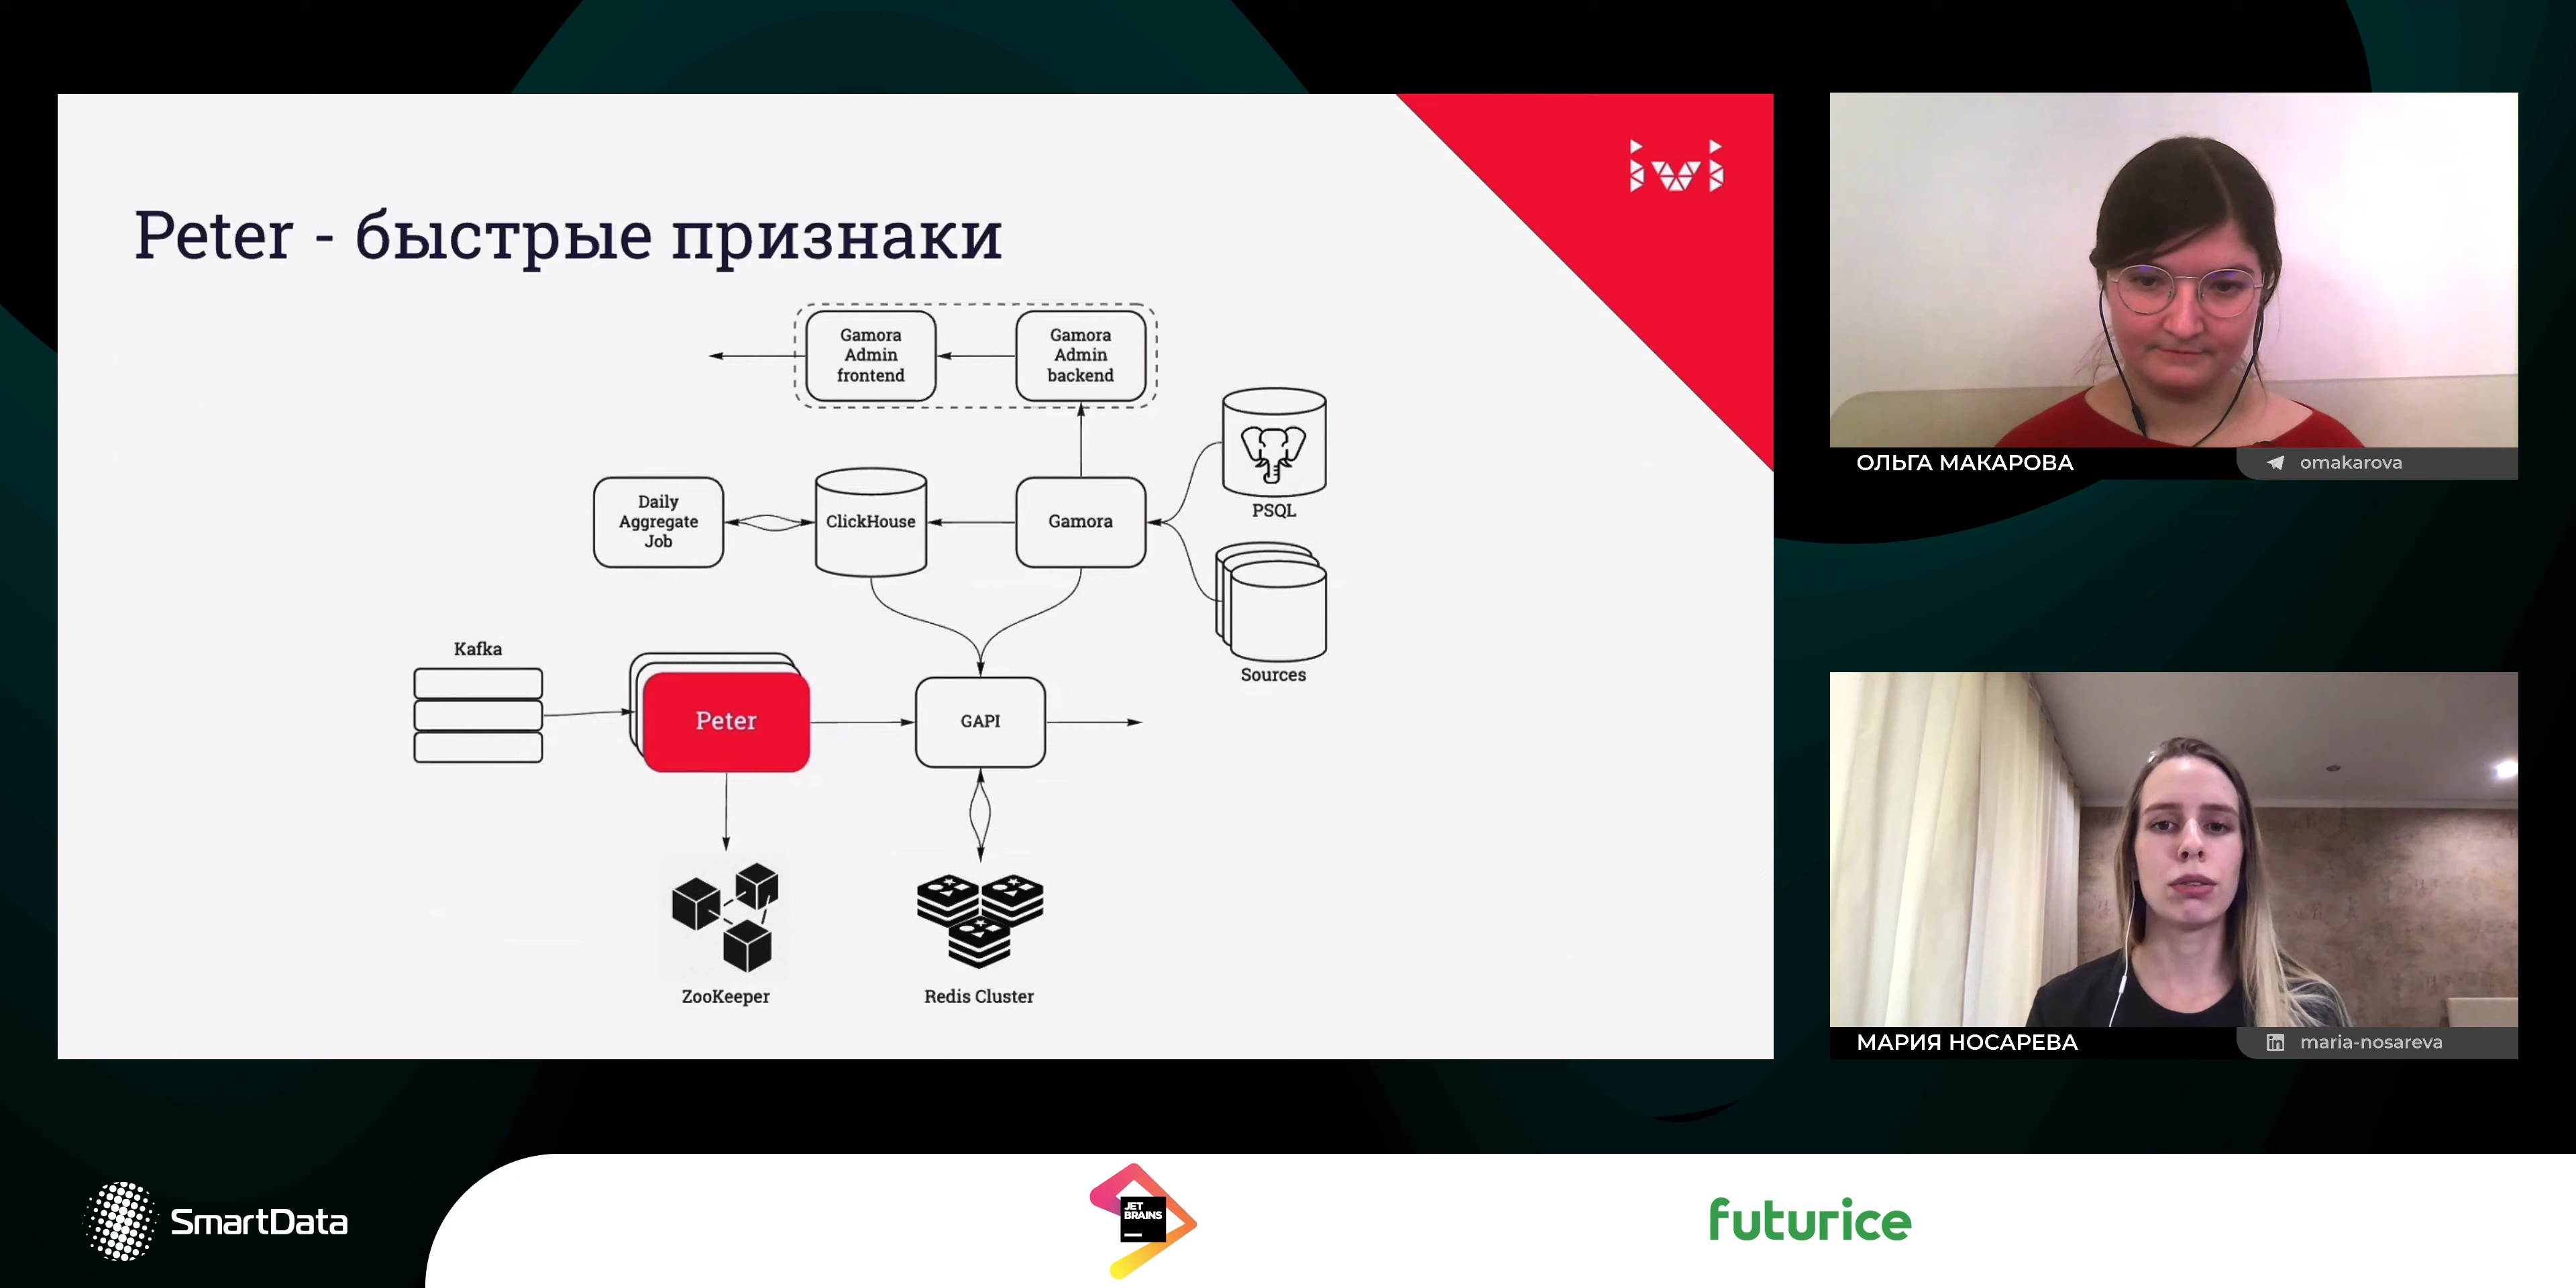 ivi
Peter - быстрые признаки
Gamora
Admin
frontend
Gamora
Admin
backend
PSQL
Daily
Aggregate
Job
ClickHouse
Gamora
Sources
Kafka
Peter
GAPI
ZooKeeper
Redis Cluster
ОЛЬГА МАКАРОВА
omakarova
МАРИЯ НОСАРЕВА
in
maria-nosareva
SmartData
JET
BRAINS
futurice